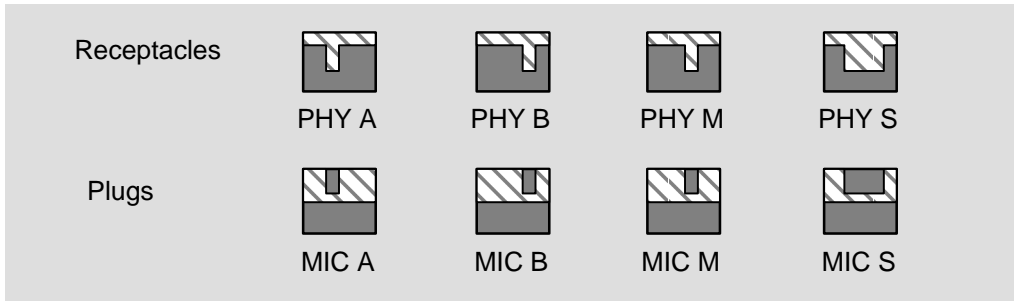 Receptacles
PHY A PHY B PHY M PHY S
Plugs
MIC A MIC B MIC M MIC S